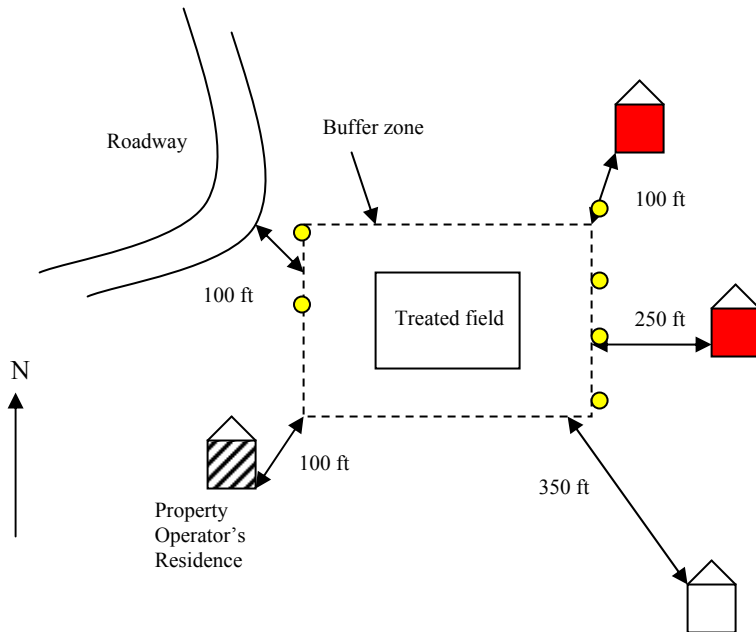 Roadway
Buffer zone
100 ft
100 ft
Treated field
250 ft
N
100 ft
350 ft
Property
Operator's
Residence